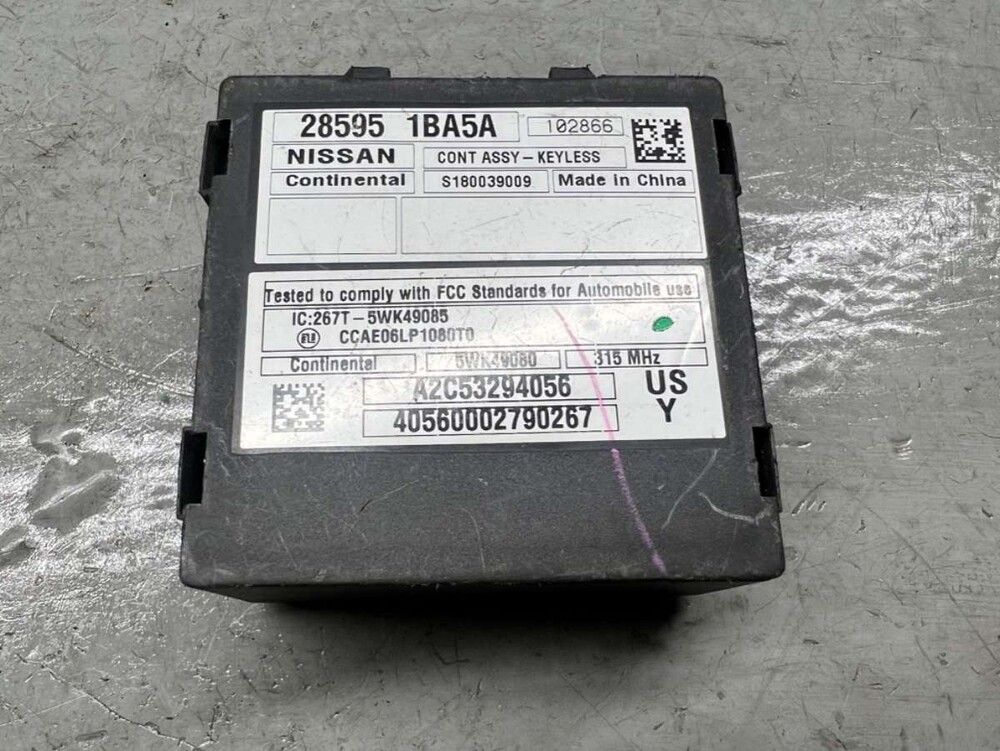 28595 1BA5A 102866
NISSAN CONT ASSY-KEYLESS
Continental S180039009 Made in China
Tested to comply with FCC Standards for Automobile use
IC:267T-5WK49085
CCAE06LP1080T0
Continental 5WK49080 315 MHz
A2C53294056 US
40560002790267 Y